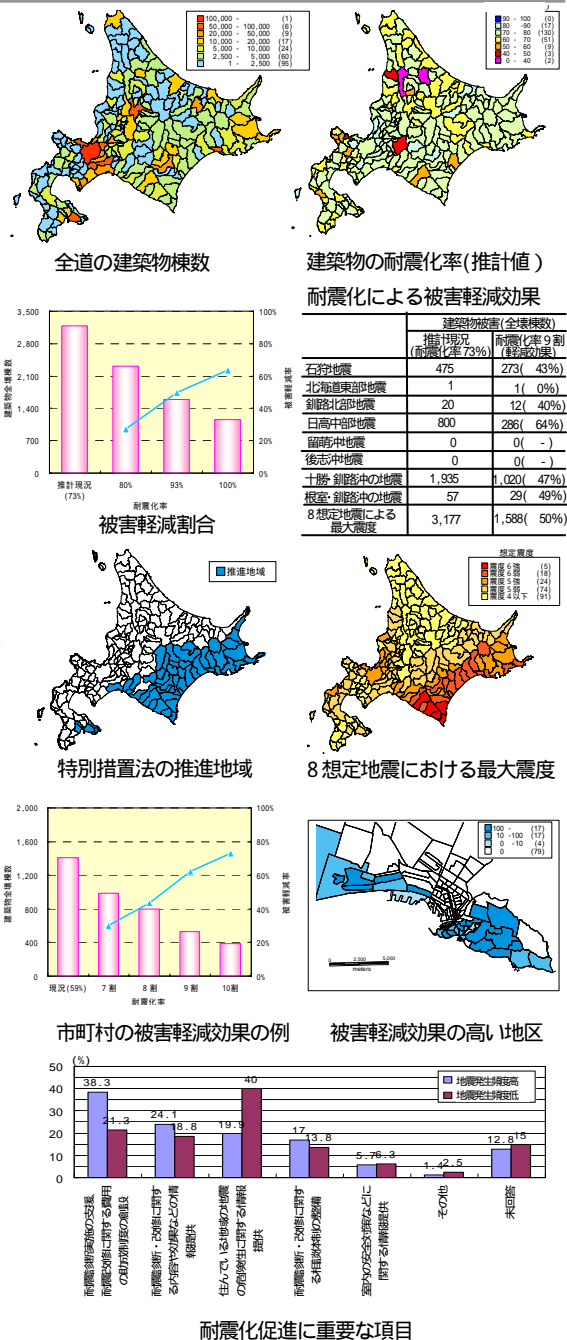 100,000 - (1)
50,000 - 100,000 (6)
20,000 - 50,000 (9)
10,000 - 20,000 (17)
5,000 - 10,000 (24)
2,500 - 5,000 (60)
1 - 2,500 (95)
全道の建築物棟数
)
90 - 100 (0)
80 -90 (17)
70 - 80 (130)
60 - 70 (51)
50 - 60 (9)
40 - 50 (3)
0 - 40 (2)
建築物の耐震化率(推計値)
3,500
2,800
2,100
1,400
700
0
100%
80%
60%
40%
20%
0%
建築物全壊棟数
被害軽減率
推計現況
(73%)
80%
93%
100%
耐震化率
被害軽減割合
耐震化による被害軽減効果
建築物被害(全壊棟数)
推計現況 耐震化率9割
(耐震化率73%) (軽減効果)
石狩地震 475 273( 43%)
北海道東部地震 1 1( 0%)
釧路北部地震 20 12( 40%)
日高中部地震 800 286( 64%)
留萌沖地震 0 0( - )
後志沖地震 0 0( - )
十勝・釧路沖の地震 1,935 1,020( 47%)
根室・釧路沖の地震 57 29( 49%)
8想定地震による
最大震度 3,177 1,588( 50%)
推進地域
特別措置法の推進地域
想定震度
震度6強 (5)
震度6弱 (18)
震度5強 (24)
震度5弱 (74)
震度4以下 (91)
8想定地震における最大震度
2,000
1,600
1,200
800
400
0
100%
80%
60%
40%
20%
0%
建築物全壊棟数
被害軽減率
現況(59%)
7割
8割
9割
10割
耐震化率
市町村の被害軽減効果の例
100 - (17)
10 -100 (17)
0 -10 (4)
0 (79)
0 2,500 5,000
meters
被害軽減効果の高い地区
(%)
50
40
30
20
10
0
地震発生頻度高
地震発生頻度低
38.3
21.3
24.1
18.8
19.9
40
17
13.8
5.7
6.3
1.4
2.5
12.8
15
耐震診断実施の支援、
耐震改修に関する費用
の助成制度の創設
耐震診断・改修に関す
る内容や効果などの情
報提供
住んでいる地域の地震
の危険性に関する情報
提供
耐震診断・改修に関す
る相談体制の整備
室内の安全対策などに
関する情報提供
その他
未回答
耐震化促進に重要な項目